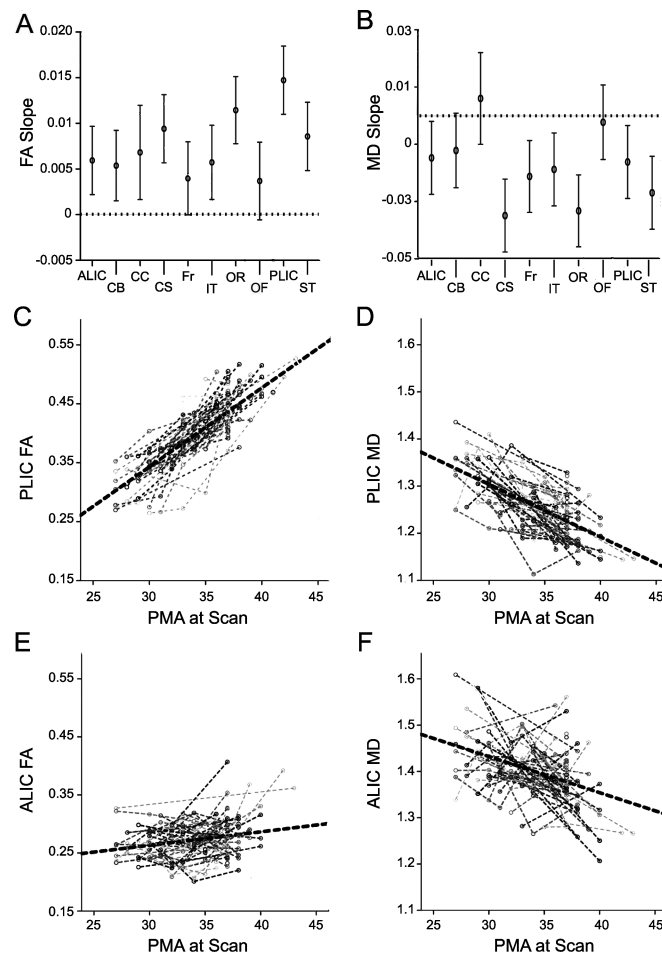 A
FA Slope
0.020
0.015
0.010
0.005
0
-0.005
ALIC CB CC CS Fr IT OR OF PLIC ST
B
MD Slope
0.03
0.03
0
-0.03
-0.05
ALIC CB CC CS Fr IT OR OF PLIC ST
C
PLIC FA
0.55
0.45
0.35
0.25
0.15
25 30 35 40 45
PMA at Scan
D
PLIC MD
1.6
1.5
1.4
1.3
1.2
1.1
25 30 35 40 45
PMA at Scan
E
ALIC FA
0.55
0.45
0.35
0.25
0.15
25 30 35 40 45
PMA at Scan
F
ALIC MD
1.6
1.5
1.4
1.3
1.2
1.1
25 30 35 40 45
PMA at Scan